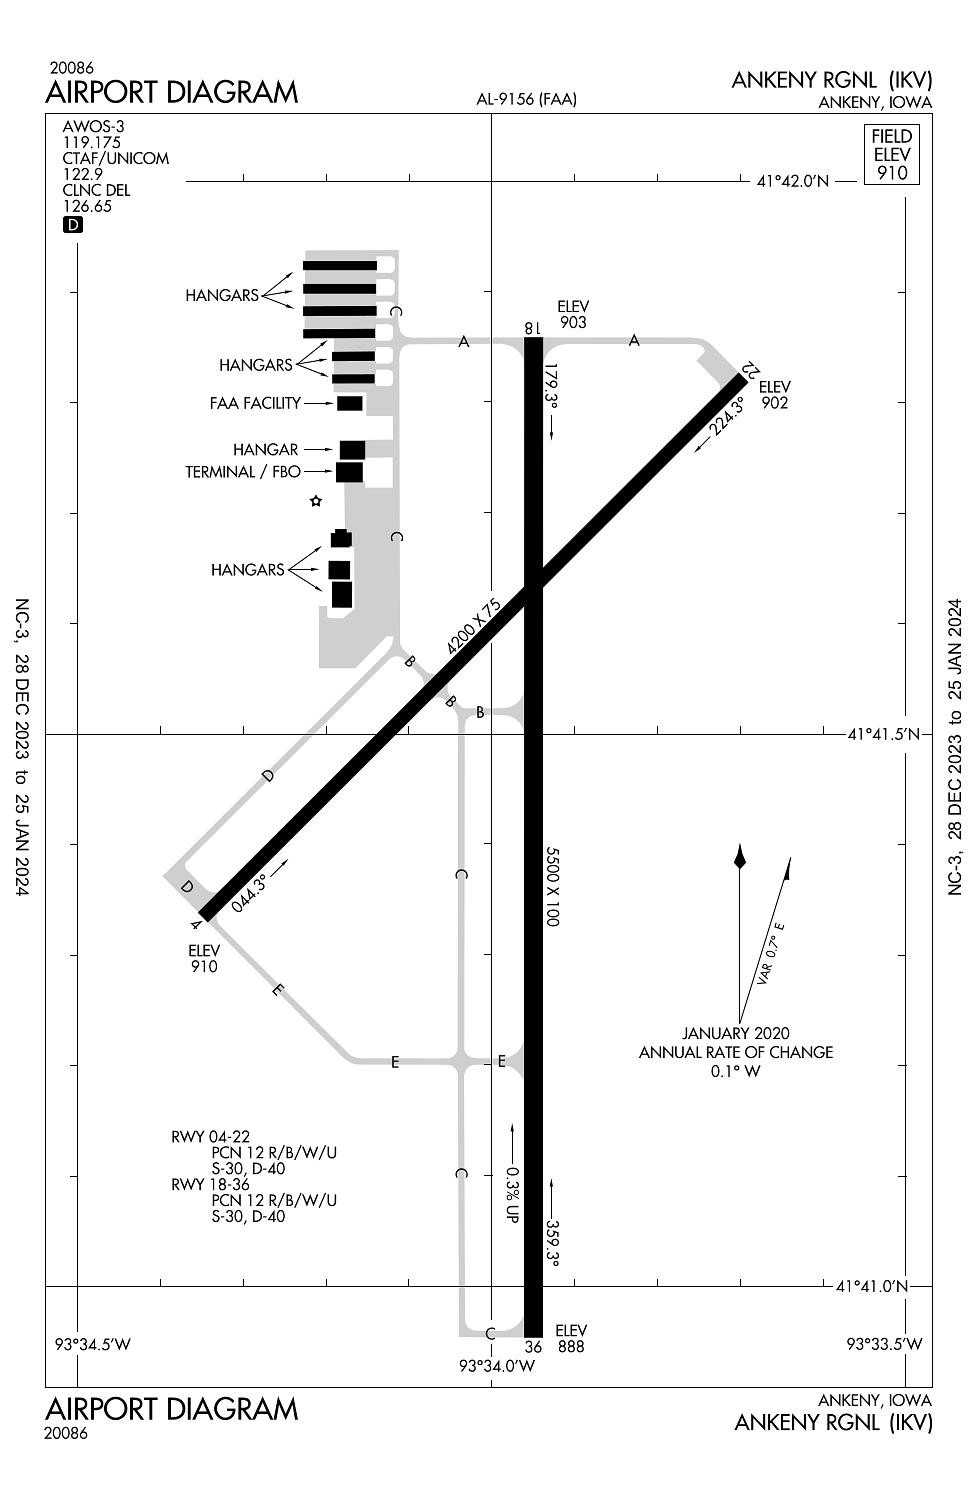 20086
AIRPORT DIAGRAM
AL-9156 (FAA)
ANKENY RGNL (IKV)
ANKENY, IOWA
AWOS-3
119.175
CTAF/UNICOM
122.9
CLNC DEL
126.65
D
FIELD
ELEV
910
41°42.0'N
HANGARS
C
ELEV
903
18
A
A
HANGARS
179.3°
22
ELEV
902
FAA FACILITY
224.3°
HANGAR
TERMINAL / FBO
C
HANGARS
4200 X 75
B
B
B
NC-3, 28 DEC 2023 to 25 JAN 2024
NC-3, 28 DEC 2023 to 25 JAN 2024
41°41.5'N
D
D
044.3°
C
5500 X 100
4
ELEV
910
E
VAR 0.7° E
JANUARY 2020
ANNUAL RATE OF CHANGE
0.1° W
E
E
RWY 04-22
PCN 12 R/B/W/U
S-30, D-40
RWY 18-36
PCN 12 R/B/W/U
S-30, D-40
C
0.3% UP
359.3°
41°41.0'N
C
36
ELEV
888
93°34.5'W
93°34.0'W
93°33.5'W
AIRPORT DIAGRAM
20086
ANKENY, IOWA
ANKENY RGNL (IKV)